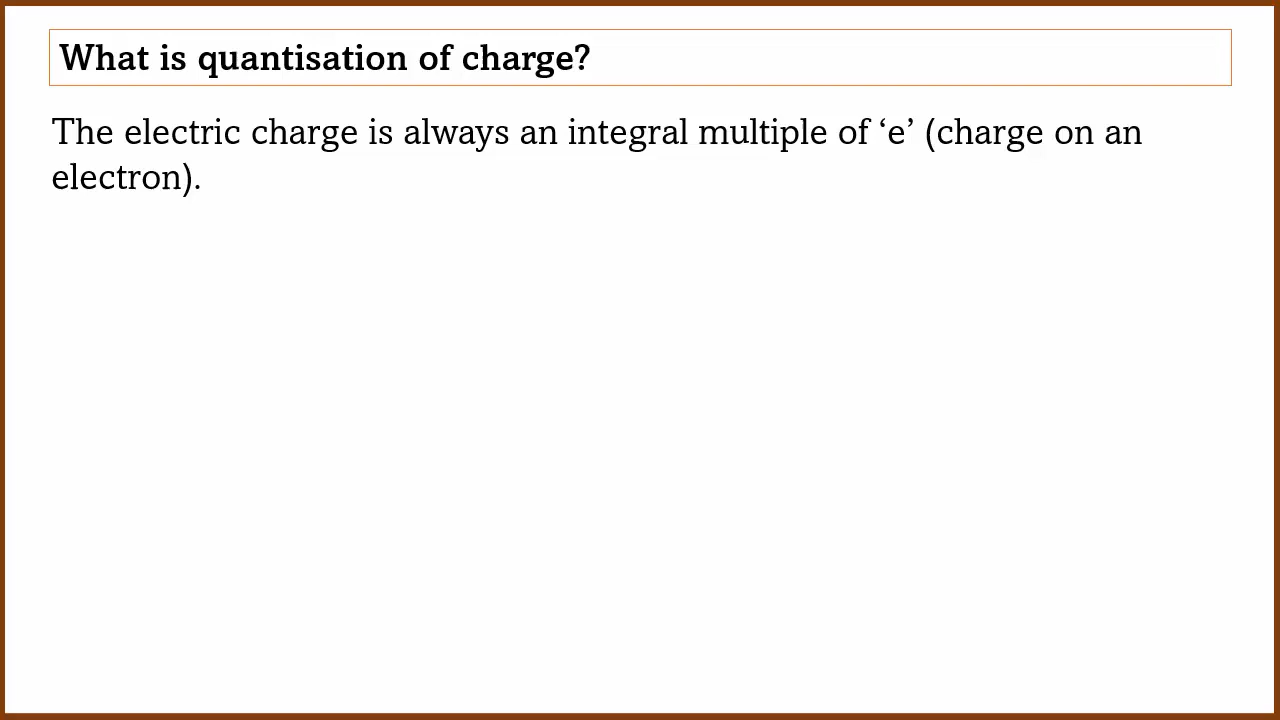 What is quantisation of charge?
The electric charge is always an integral multiple of ‘e’ (charge on an
electron).